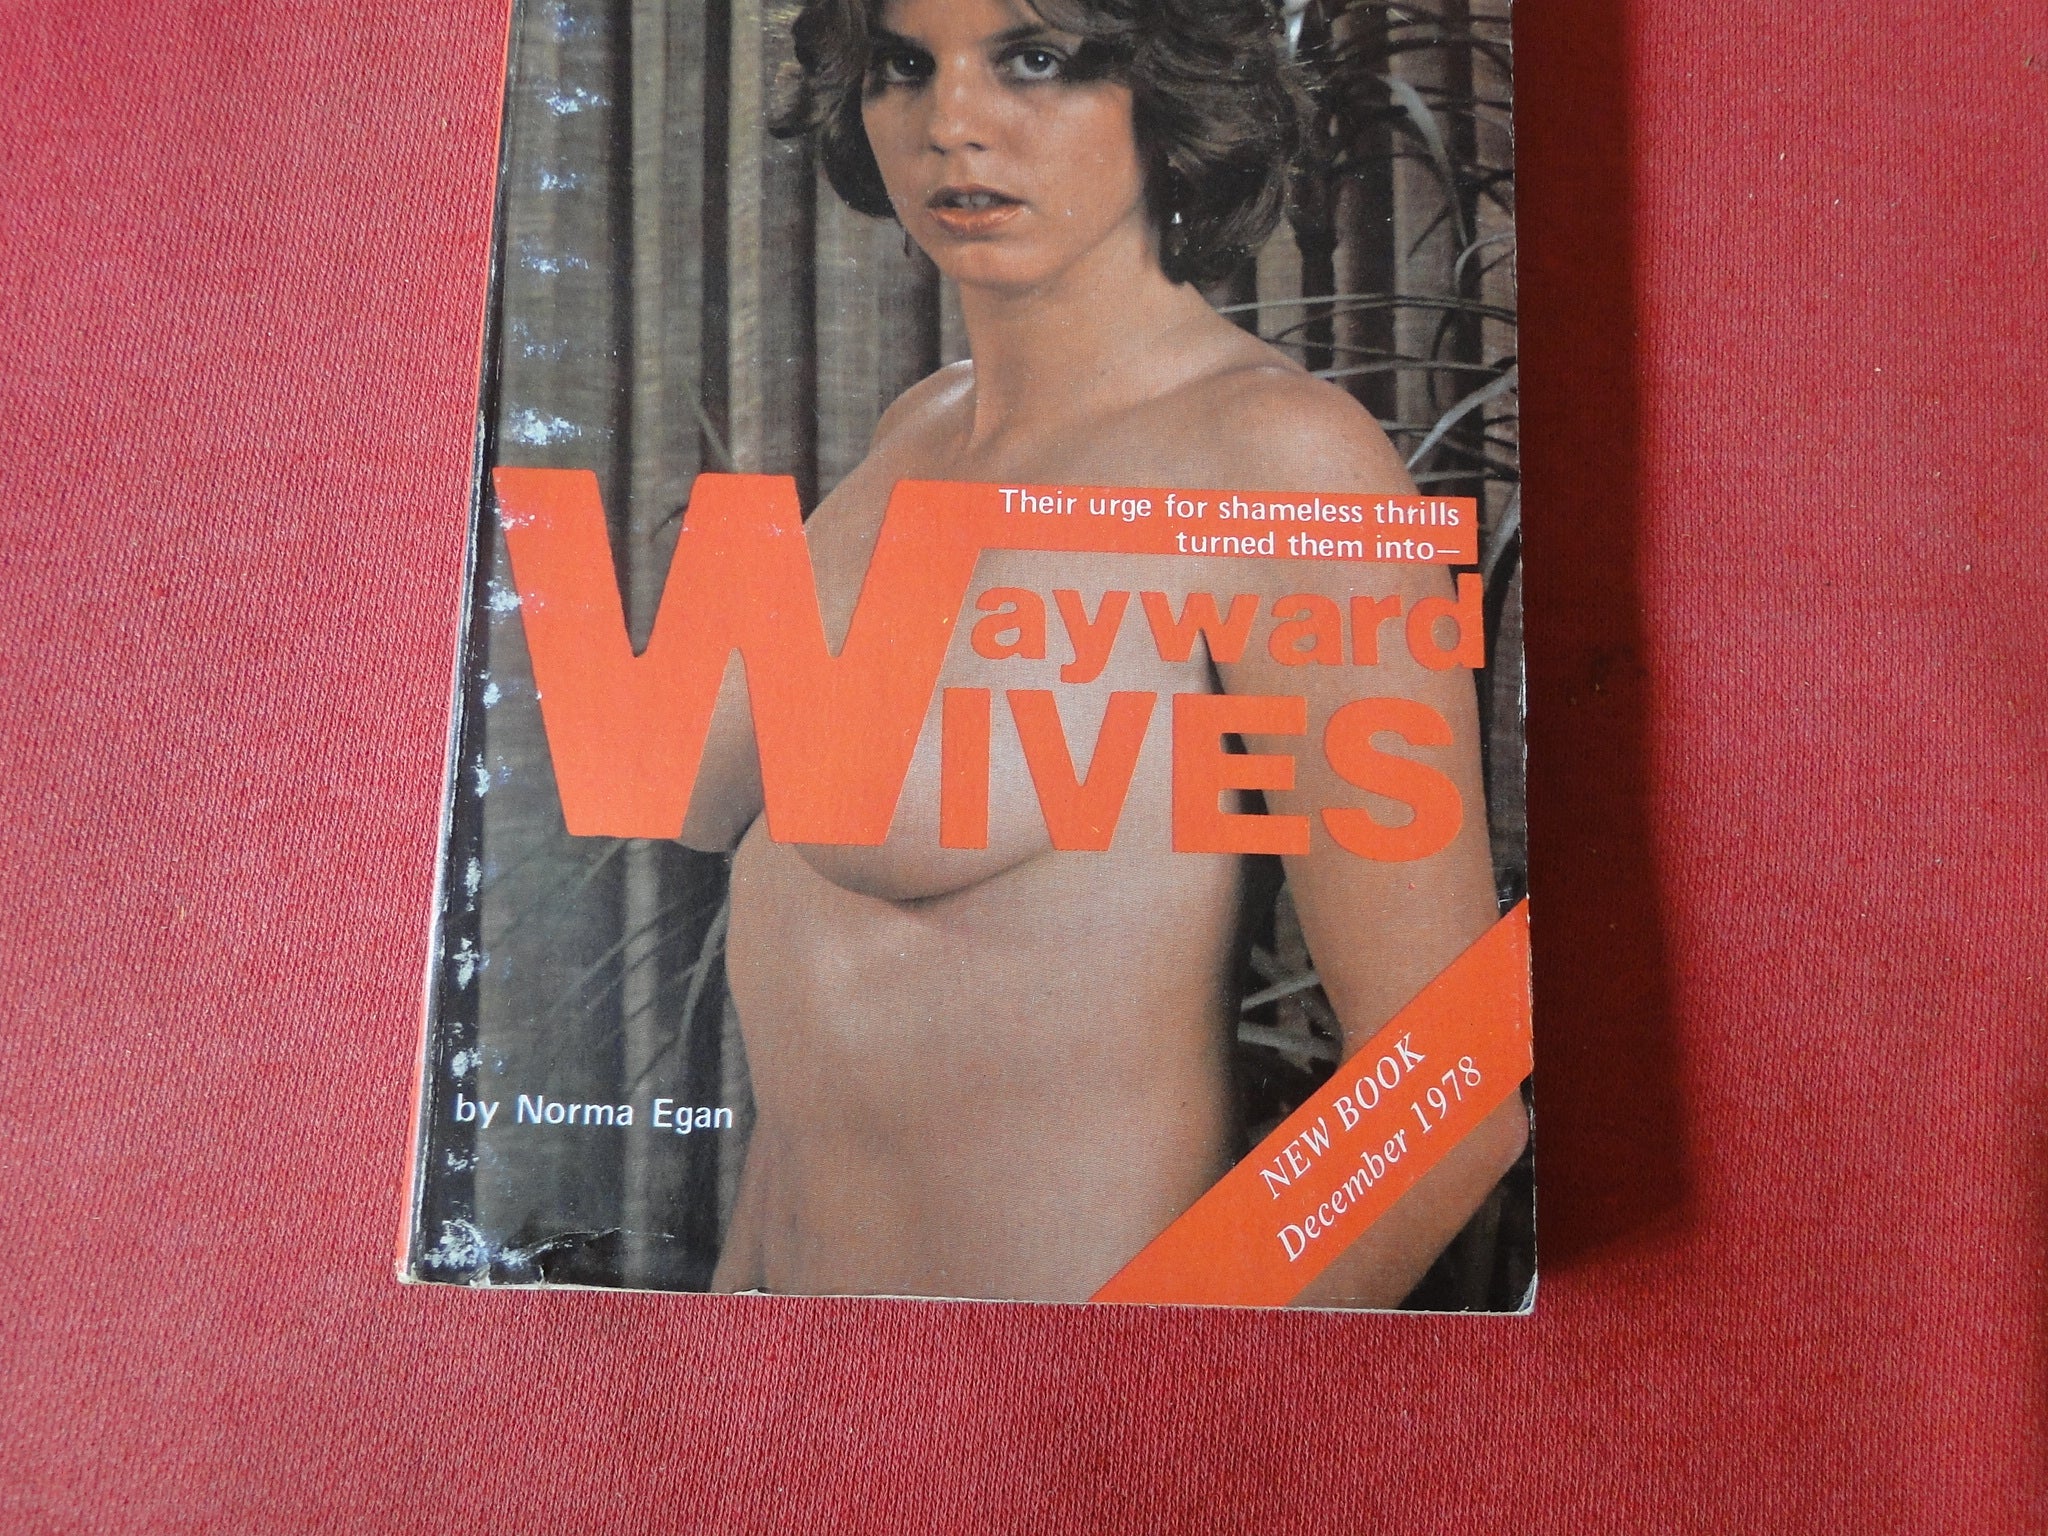 Their urge for shameless thrills
turned them into—
Wayward
WIVES
by Norma Egan
NEW BOOK
December 1978